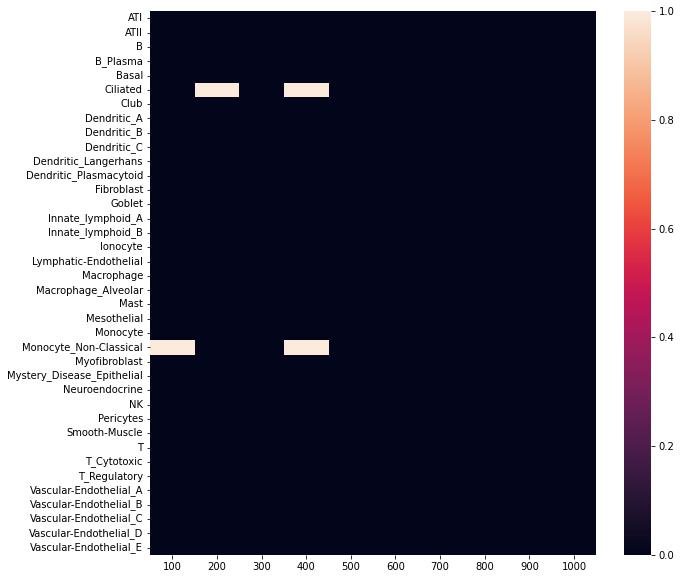 ATI
ATII
B
B_Plasma
Basal
Ciliated
Club
Dendritic_A
Dendritic_B
Dendritic_C
Dendritic_Langerhans
Dendritic_Plasmacytoid
Fibroblast
Goblet
Innate_lymphoid_A
Innate_lymphoid_B
Ionocyte
Lymphatic-Endothelial
Macrophage
Macrophage_Alveolar
Mast
Mesothelial
Monocyte
Monocyte_Non-Classical
Myofibroblast
Mystery_Disease_Epithelial
Neuroendocrine
NK
Pericytes
Smooth-Muscle
T
T_Cytotoxic
T_Regulatory
Vascular-Endothelial_A
Vascular-Endothelial_B
Vascular-Endothelial_C
Vascular-Endothelial_D
Vascular-Endothelial_E
100 200 300 400 500 600 700 800 900 1000
1.0
0.8
0.6
0.4
0.2
0.0